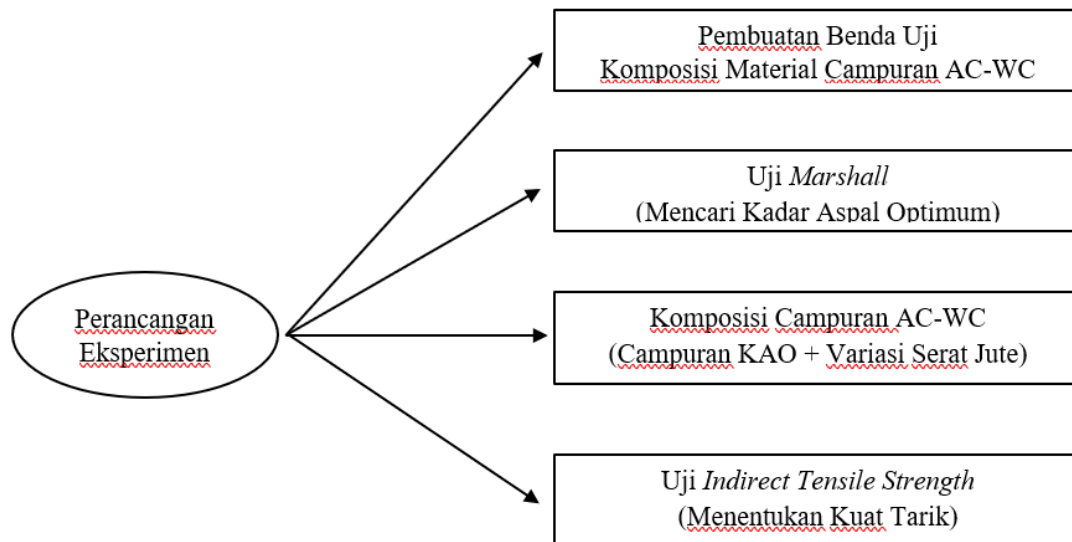 Pembuatan Benda Uji
Komposisi Material Campuran AC-WC
Uji Marshall
(Mencari Kadar Aspal Optimum)
Perancangan
Eksperimen
Komposisi Campuran AC-WC
(Campuran KAO + Variasi Serat Jute)
Uji Indirect Tensile Strength
(Menentukan Kuat Tarik)